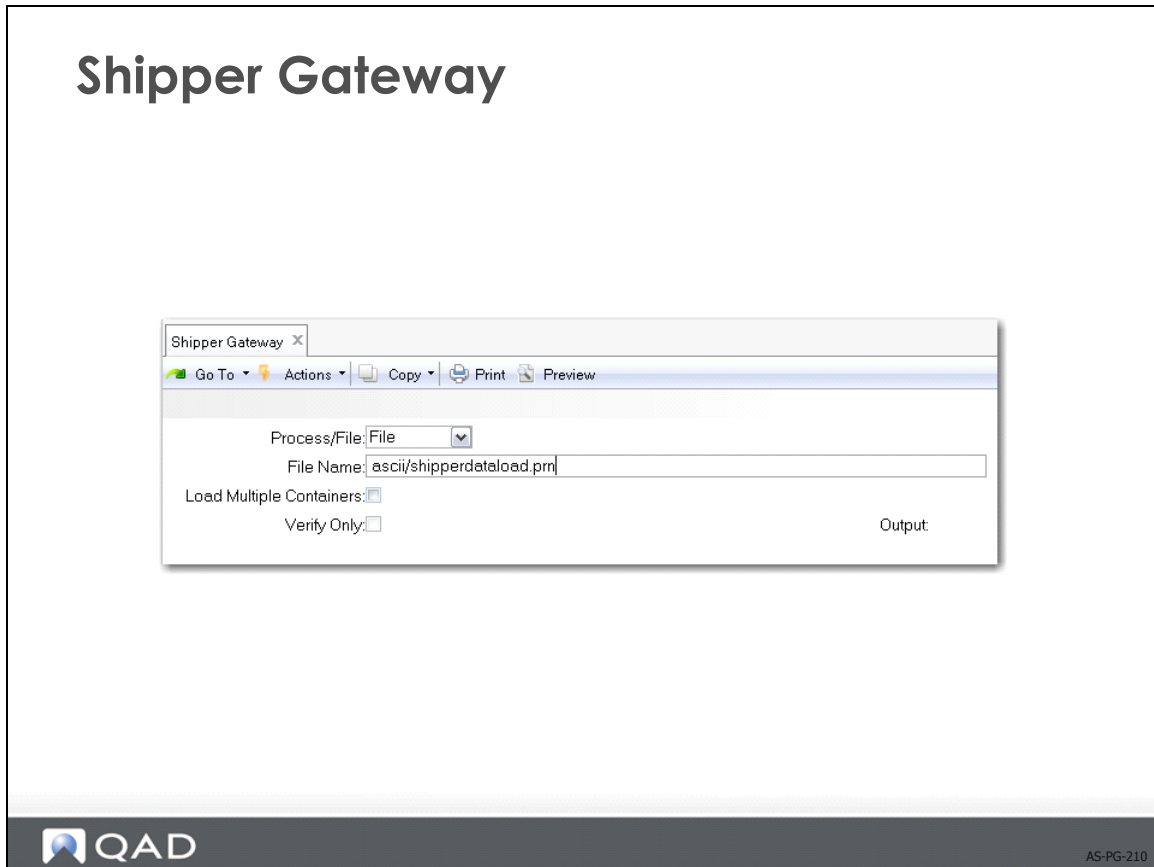 Shipper Gateway
Shipper Gateway X
Go To Actions Copy Print Preview
Process/File: File
File Name: ascii/shipperdataload.prn
Load Multiple Containers:
Verify Only: Output:
QAD
AS-PG-210